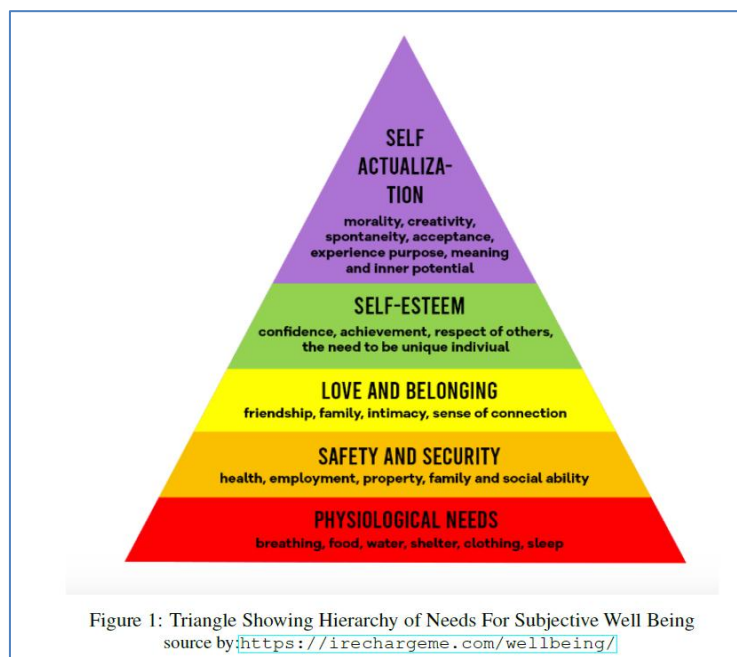 SELF
ACTUALIZA-
TION
morality, creativity,
spontaneity, acceptance,
experience purpose, meaning
and inner potential
SELF-ESTEEM
confidence, achievement, respect of others,
the need to be unique indiviual
LOVE AND BELONGING
friendship, family, intimacy, sense of connection
SAFETY AND SECURITY
health, employment, property, family and social ability
PHYSIOLOGICAL NEEDS
breathing, food, water, shelter, clothing, sleep
Figure 1: Triangle Showing Hierarchy of Needs For Subjective Well Being
source by:https://irechargeme.com/wellbeing/